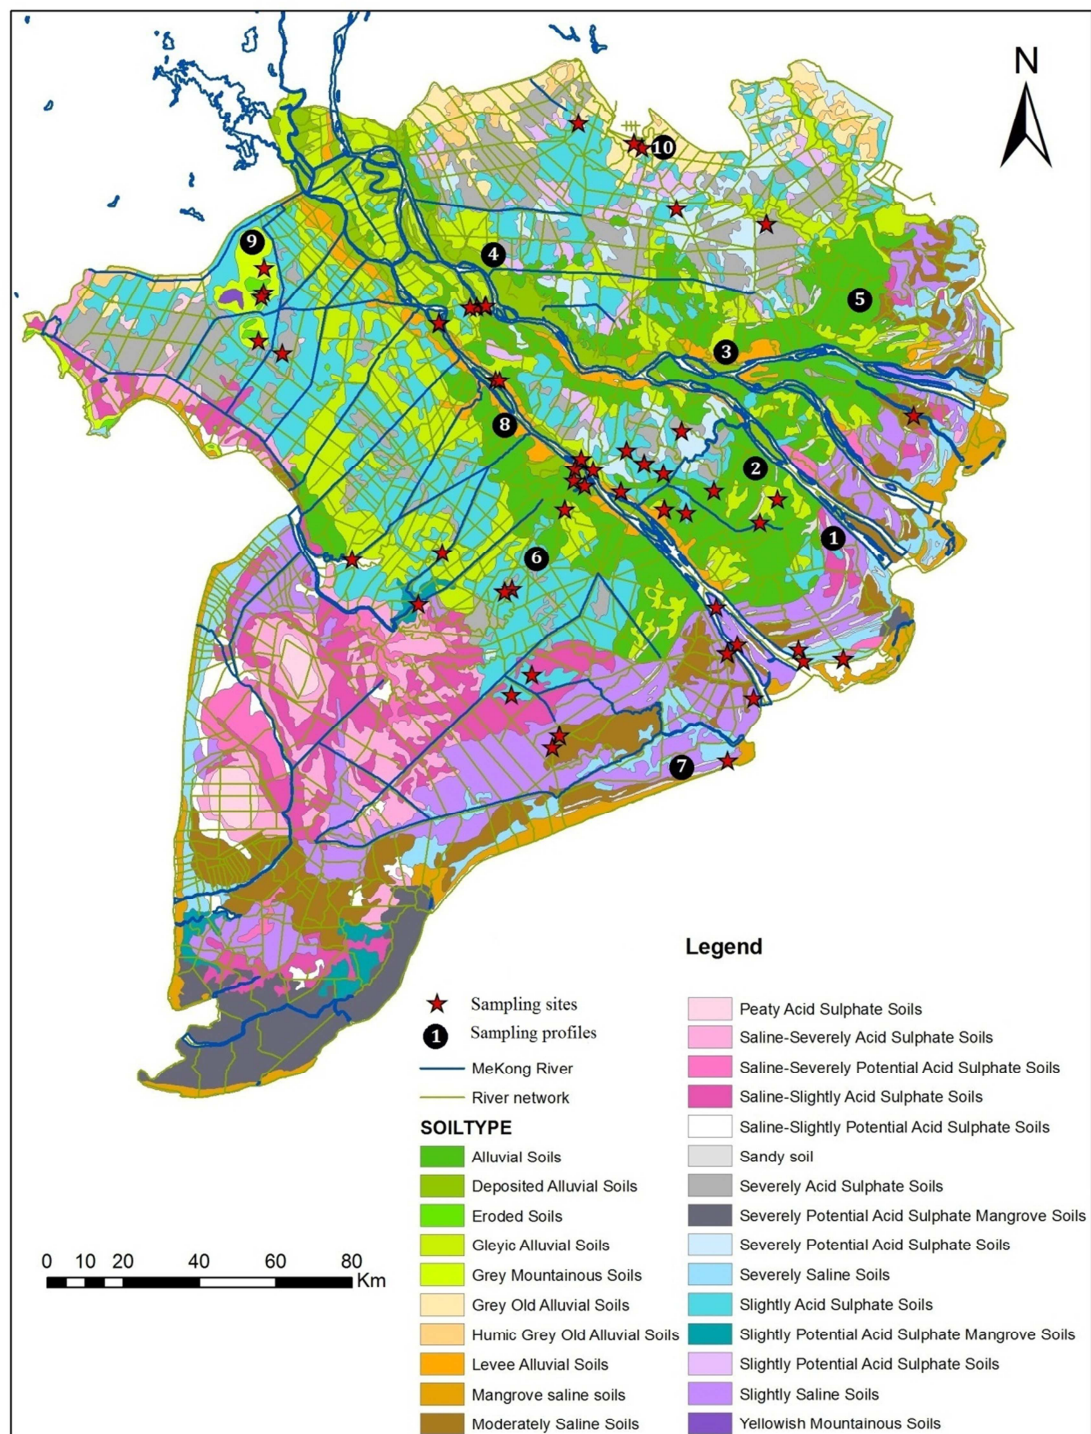 N
10
9
4
5
3
8
2
1
6
7
Legend
Sampling sites
1 Sampling profiles
MeKong River
River network
SOILTYPE
Alluvial Soils
Deposited Alluvial Soils
Eroded Soils
Gleyic Alluvial Soils
Grey Mountainous Soils
Grey Old Alluvial Soils
Humic Grey Old Alluvial Soils
Levee Alluvial Soils
Mangrove saline soils
Moderately Saline Soils
Peaty Acid Sulphate Soils
Saline-Severely Acid Sulphate Soils
Saline-Severely Potential Acid Sulphate Soils
Saline-Slightly Acid Sulphate Soils
Saline-Slightly Potential Acid Sulphate Soils
Sandy soil
Severely Acid Sulphate Soils
Severely Potential Acid Sulphate Mangrove Soils
Severely Potential Acid Sulphate Soils
Severely Saline Soils
Slightly Acid Sulphate Soils
Slightly Potential Acid Sulphate Mangrove Soils
Slightly Potential Acid Sulphate Soils
Slightly Saline Soils
Yellowish Mountainous Soils
0 10 20 40 60 80
Km